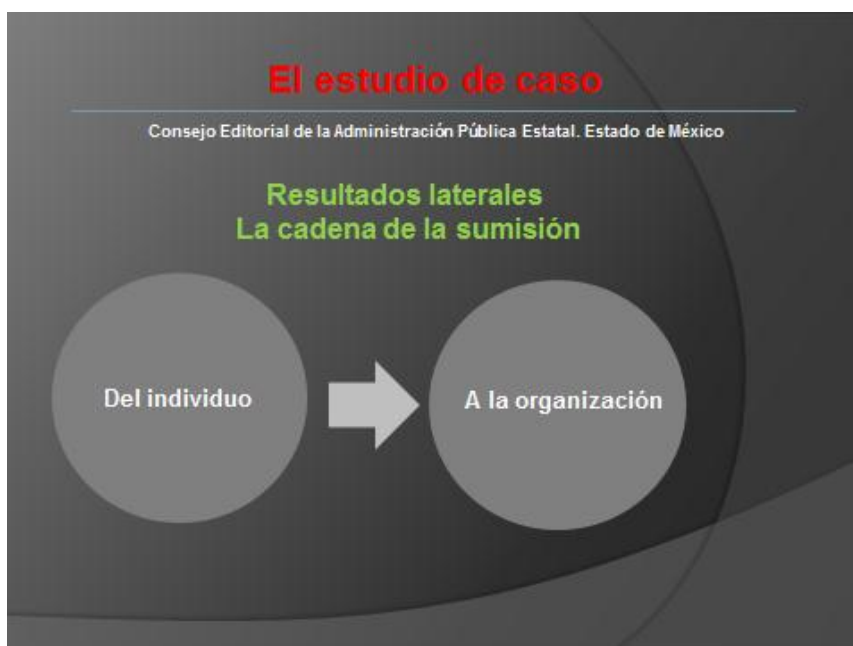 El estudio de caso
Consejo Editorial de la Administración Pública Estatal. Estado de México
Resultados laterales
La cadena de la sumisión
Del individuo
A la organización